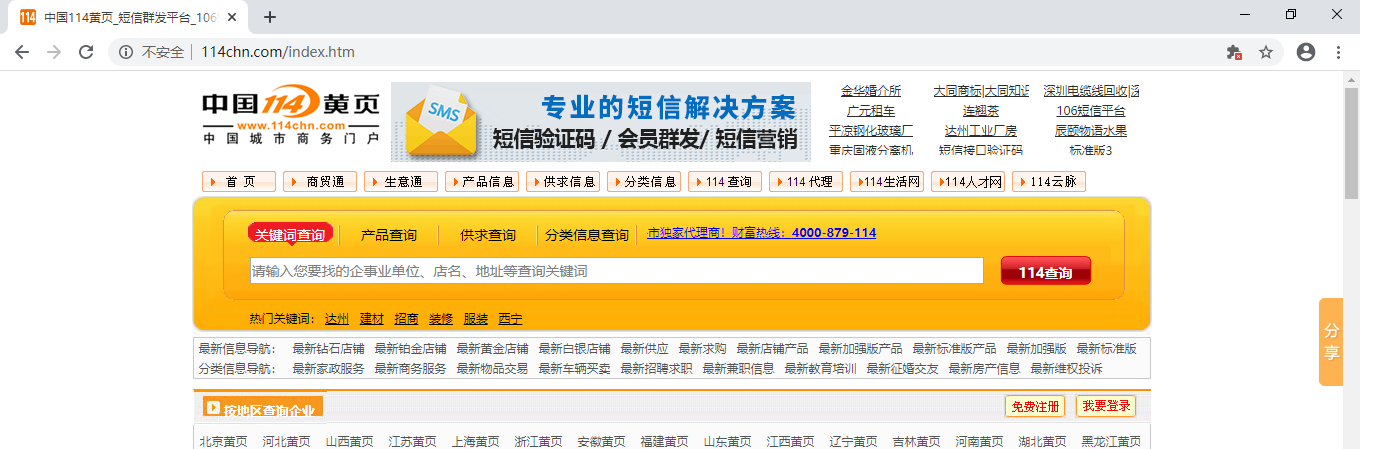 中国114黄页_短信群发平台_106
不安全 114chn.com/index.htm
中国114黄页
www.114chn.com
中国城市商务门户
SMS
专业的短信解决方案
短信验证码 / 会员群发/ 短信营销
金华婚介所 大同商标|大同知识 深圳电缆线回收|
广元租车 连翘茶 106短信平台
平凉钢化玻璃厂 达州工业厂房 辰颐物语水果
重庆固液分离机 短信接口验证码 标准版3
首 页 商贸通 生意通 产品信息 供求信息 分类信息 114 查询 114 代理 114生活网 114人才网 114云脉
关键词查询 产品查询 供求查询 分类信息查询 市独家代理商！财富热线：4000-879-114
请输入您要找的企事业单位、店名、地址等查询关键词 114查询
热门关键词： 达州 建材 招商 装修 服装 西宁
最新信息导航： 最新钻石店铺 最新铂金店铺 最新黄金店铺 最新白银店铺 最新供应 最新求购 最新店铺产品 最新加强版产品 最新标准版产品 最新加强版 最新标准版
分类信息导航： 最新家政服务 最新商务服务 最新物品交易 最新车辆买卖 最新招聘求职 最新兼职信息 最新教育培训 最新征婚交友 最新房产信息 最新维权投诉
分享
按地区查询企业 免费注册 我要登录
北京黄页 河北黄页 山西黄页 江苏黄页 上海黄页 浙江黄页 安徽黄页 福建黄页 山东黄页 江西黄页 辽宁黄页 吉林黄页 河南黄页 湖北黄页 黑龙江黄页